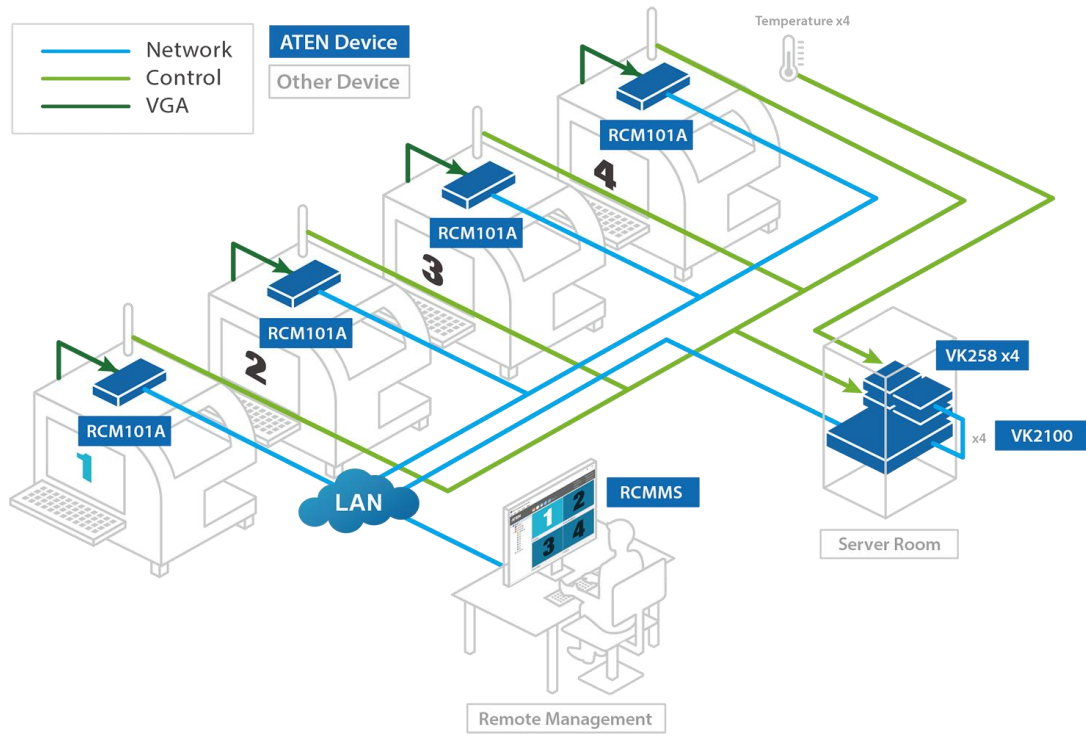 Network
Control
VGA
ATEN Device
Other Device
Temperature x4
RCM101A
4
RCM101A
3
RCM101A
2
RCM101A
1
VK258 x4
x4
VK2100
LAN
RCMMS
1
2
3
4
Server Room
Remote Management